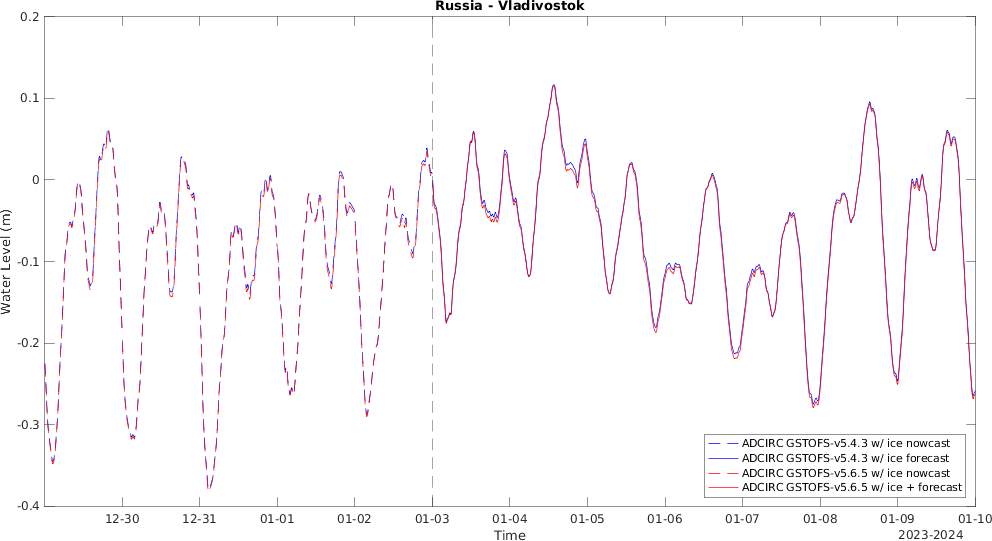 Russia - Vladivostok
Water Level (m)
0.2
0.1
0
-0.1
-0.2
-0.3
-0.4
12-30
12-31
01-01
01-02
01-03
01-04
01-05
01-06
01-07
01-08
01-09
01-10
Time
2023-2024
ADCIRC GSTOFS-v5.4.3 w/ ice nowcast
ADCIRC GSTOFS-v5.4.3 w/ ice forecast
ADCIRC GSTOFS-v5.6.5 w/ ice nowcast
ADCIRC GSTOFS-v5.6.5 w/ ice + forecast